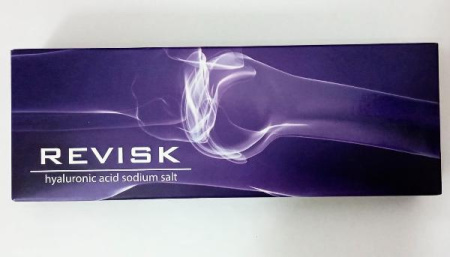 REVISK
hyaluronic acid sodium salt